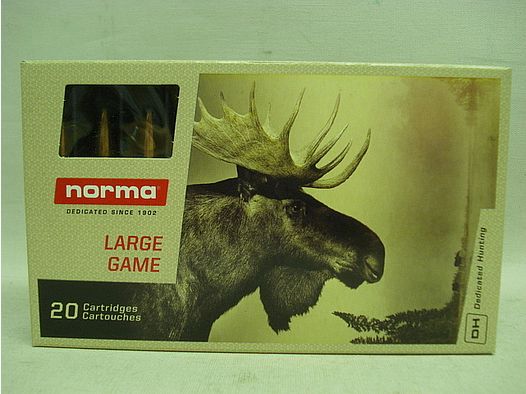 norma
DEDICATED SINCE 1902
LARGE
GAME
20 Cartridges
Cartouches
DH Dedicated Hunting